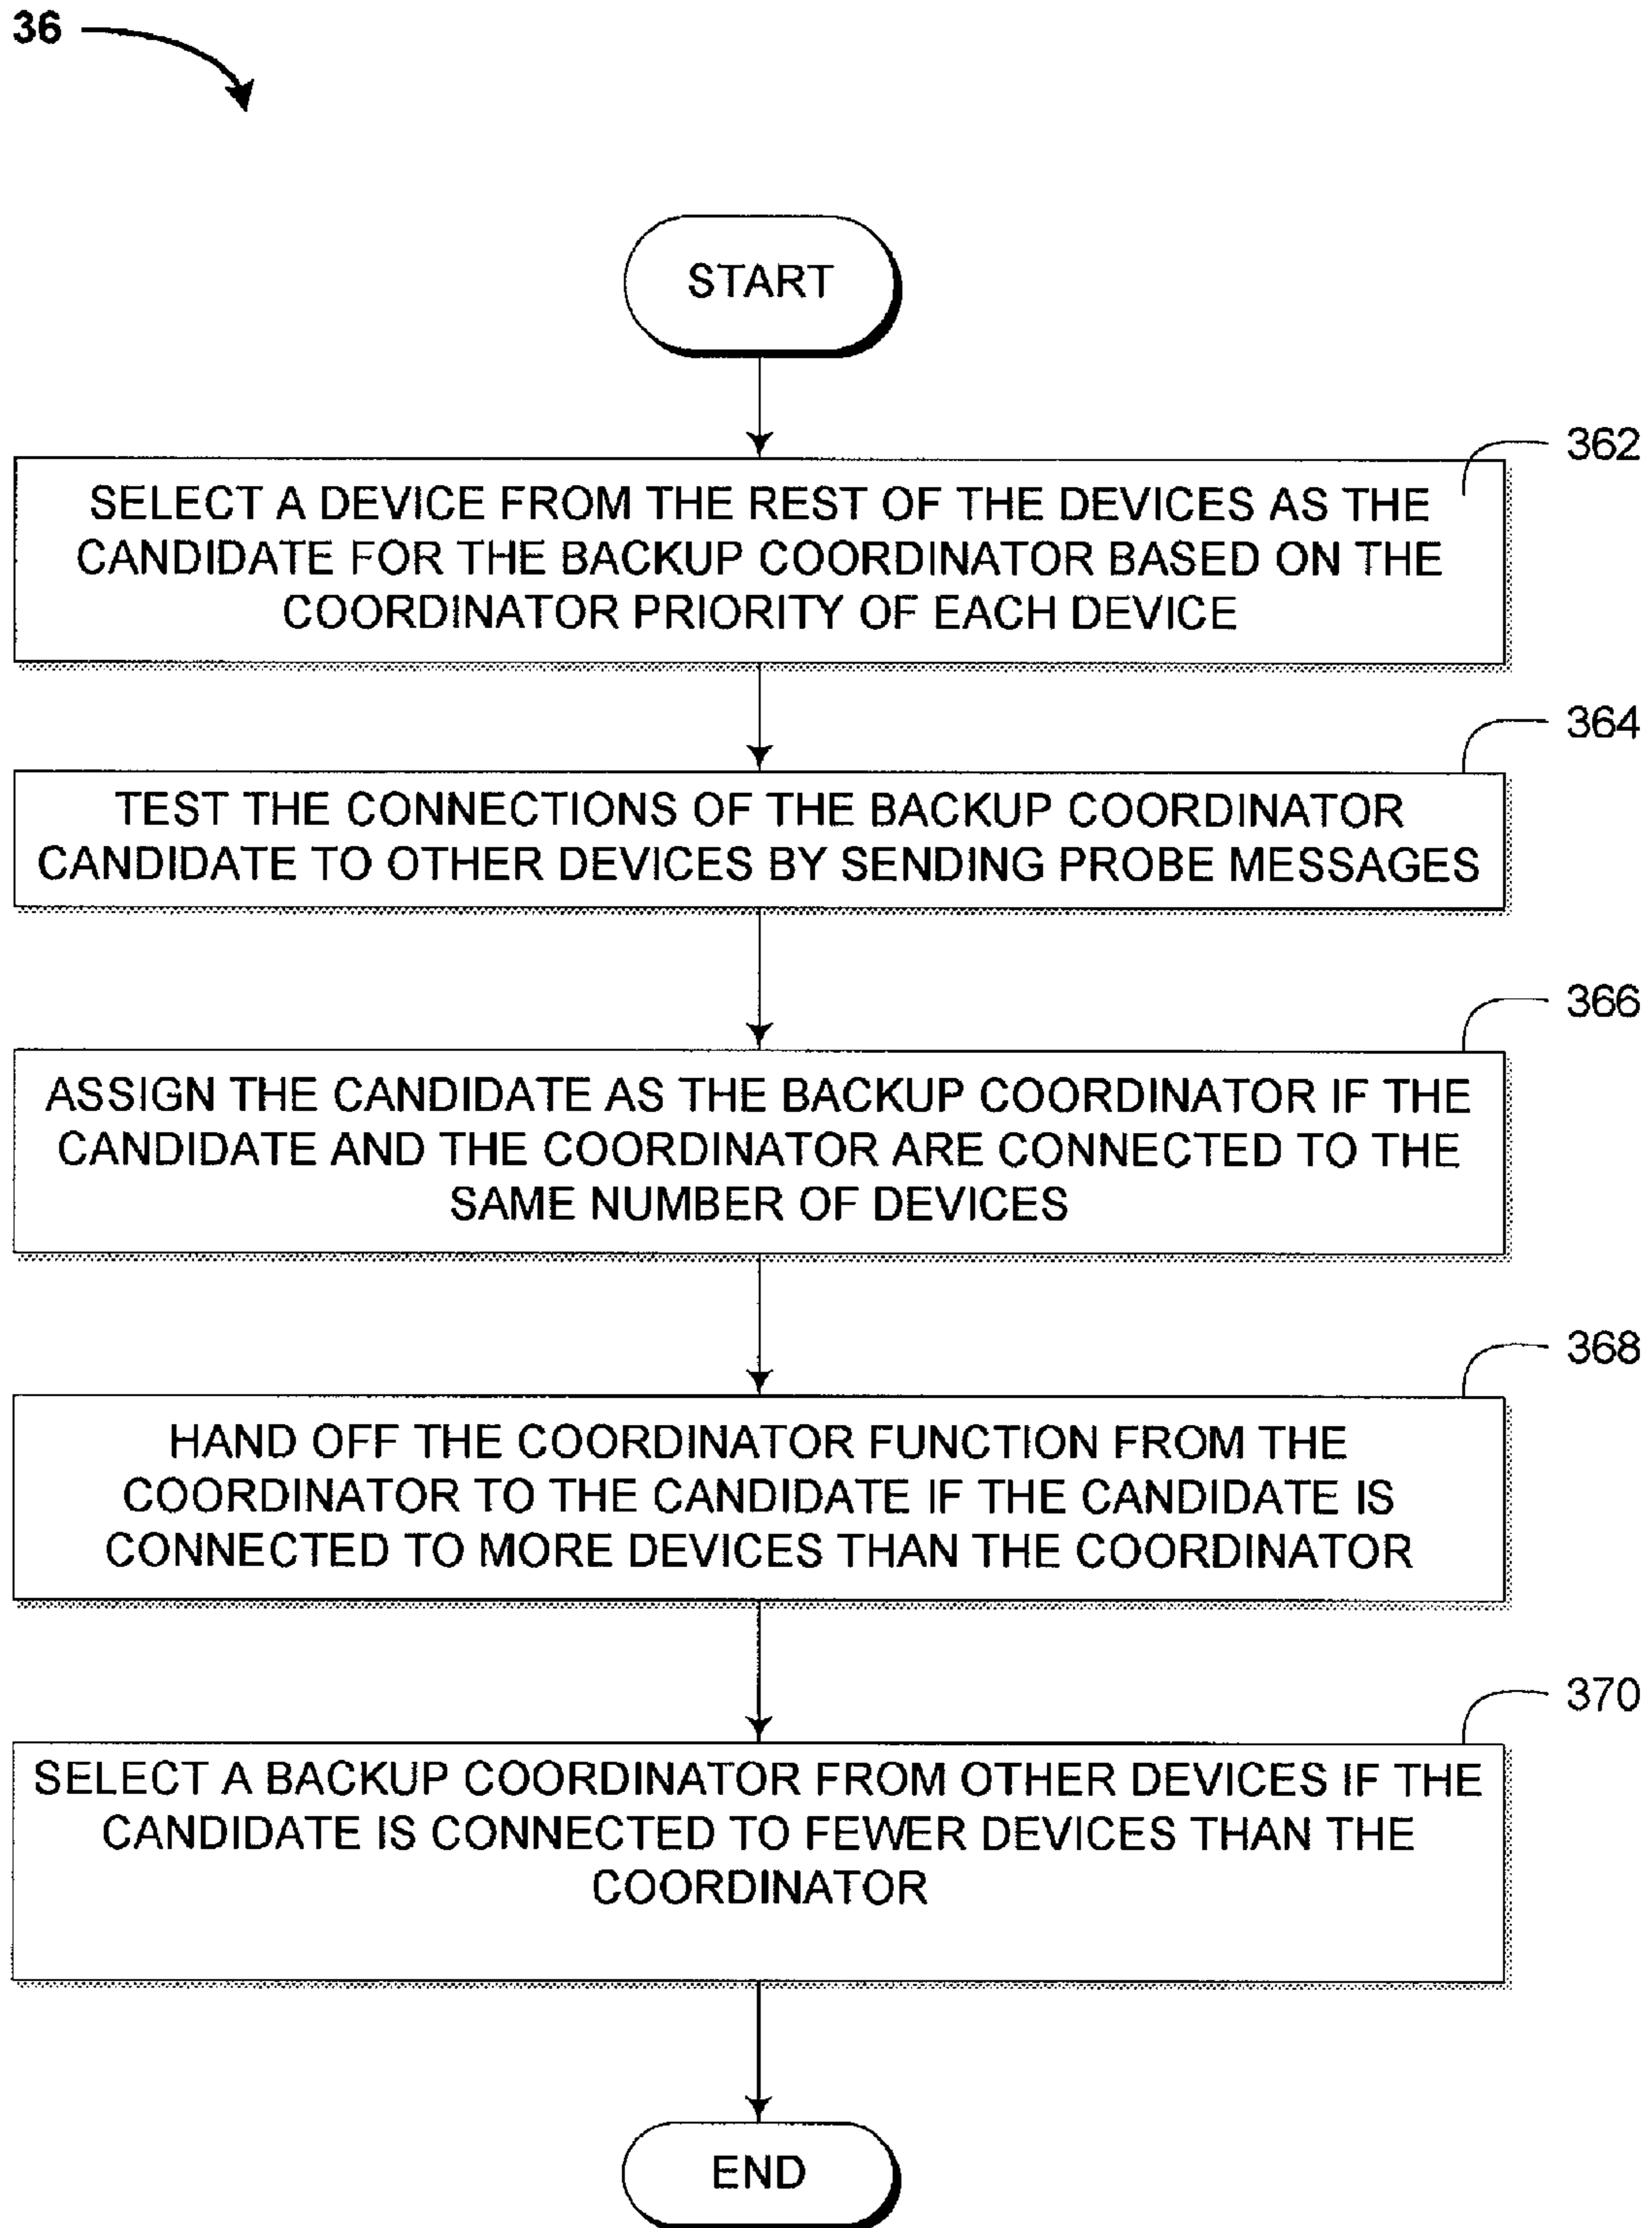 36
START
362
SELECT A DEVICE FROM THE REST OF THE DEVICES AS THE
CANDIDATE FOR THE BACKUP COORDINATOR BASED ON THE
COORDINATOR PRIORITY OF EACH DEVICE
364
TEST THE CONNECTIONS OF THE BACKUP COORDINATOR
CANDIDATE TO OTHER DEVICES BY SENDING PROBE MESSAGES
366
ASSIGN THE CANDIDATE AS THE BACKUP COORDINATOR IF THE
CANDIDATE AND THE COORDINATOR ARE CONNECTED TO THE
SAME NUMBER OF DEVICES
368
HAND OFF THE COORDINATOR FUNCTION FROM THE
COORDINATOR TO THE CANDIDATE IF THE CANDIDATE IS
CONNECTED TO MORE DEVICES THAN THE COORDINATOR
370
SELECT A BACKUP COORDINATOR FROM OTHER DEVICES IF THE
CANDIDATE IS CONNECTED TO FEWER DEVICES THAN THE
COORDINATOR
END